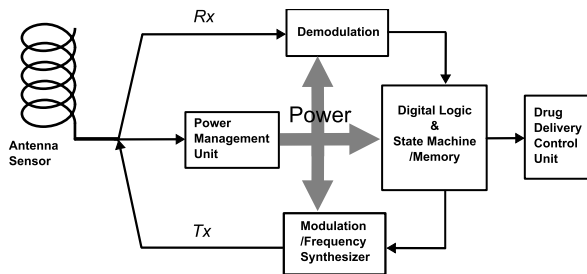 Rx
Demodulation
Antenna
Sensor
Power
Management
Unit
Power
Digital Logic
&
State Machine
/Memory
Drug
Delivery
Control
Unit
Tx
Modulation
/Frequency
Synthesizer